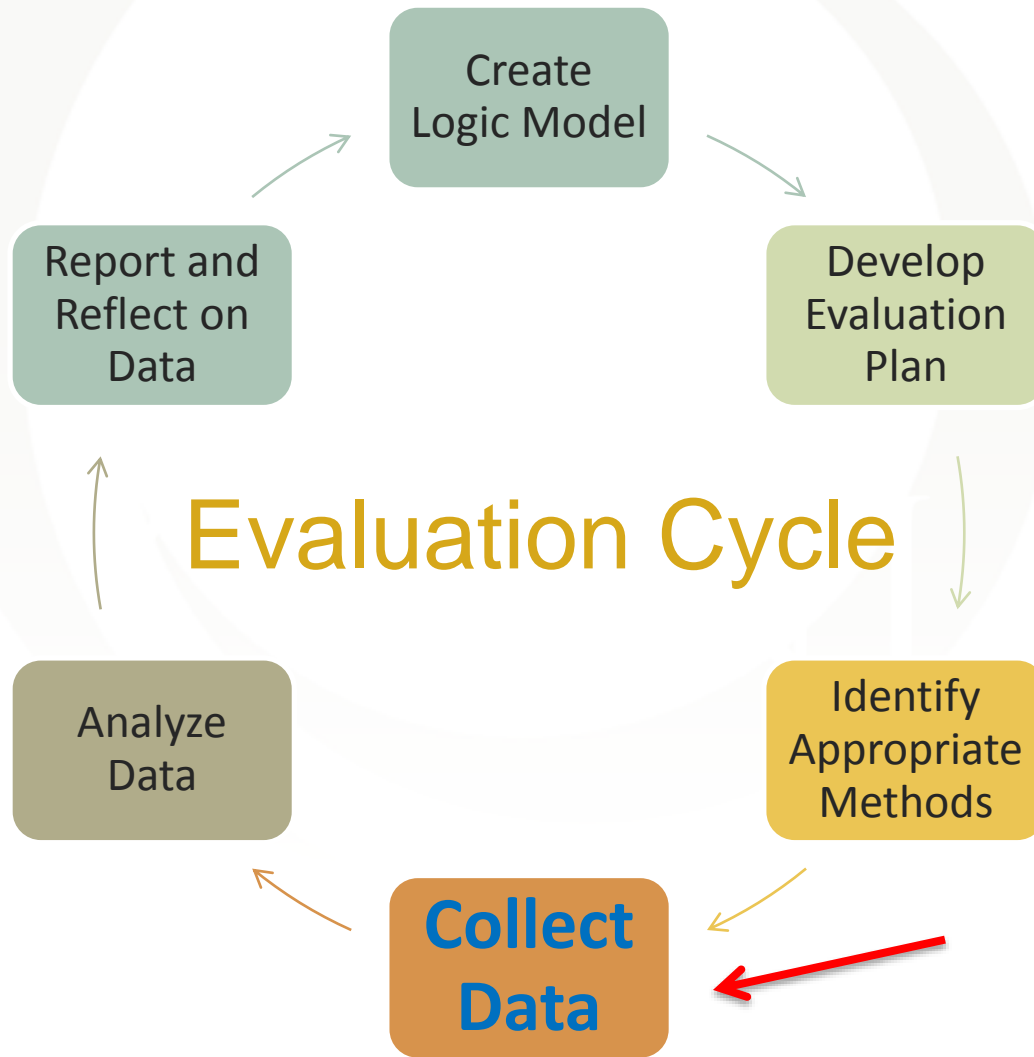 Create
Logic Model
Develop
Evaluation
Plan
Identify
Appropriate
Methods
Collect
Data
Analyze
Data
Report and
Reflect on
Data
Evaluation Cycle